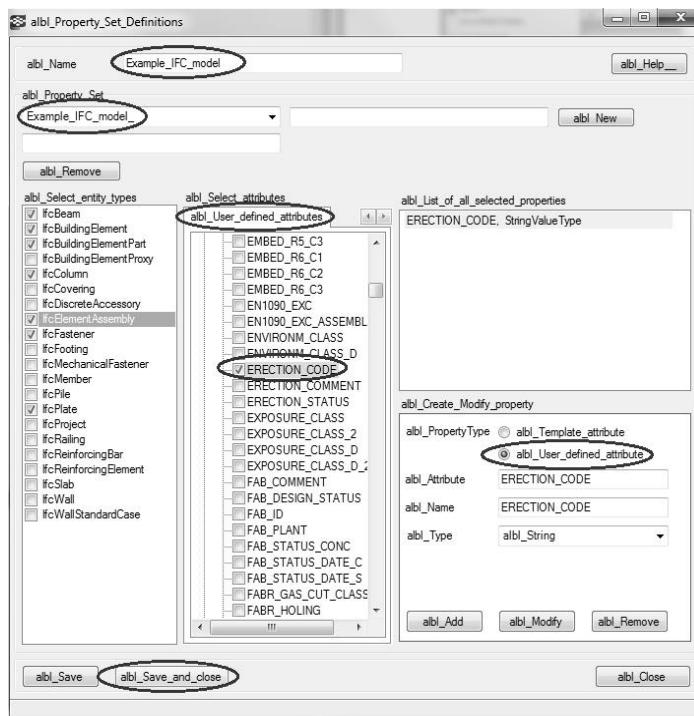 albl_Property_Set_Definitions
albl_Name
Example_IFC_model
albl_Help__
albl_Property_Set
Example_IFC_model_
albl New
albl_Remove
albl_Select_entity_types
IfcBeam
IfcBuildingElement
IfcBuildingElementPart
IfcBuildingElementProxy
IfcColumn
IfcCovering
IfcDiscreteAccessory
IfcElementAssembly
IfcFastener
IfcFooting
IfcMechanicalFastener
IfcMember
IfcPile
IfcPlate
IfcProject
IfcRailing
IfcReinforcingBar
IfcReinforcingElement
IfcSlab
IfcWall
IfcWallStandardCase
albl_Select_attributes
albl_User_defined_attributes
EMBED_R5_C3
EMBED_R6_C1
EMBED_R6_C2
EMBED_R6_C3
EN1090_EXC
EN1090_EXC_ASSEMBL
ENVIRONM_CLASS
ENVIRONM_CLASS_D
ERECTION_CODE
ERECTION_COMMENT
ERECTION_STATUS
EXPOSURE_CLASS
EXPOSURE_CLASS_2
EXPOSURE_CLASS_D
EXPOSURE_CLASS_D_2
FAB_COMMENT
FAB_DESIGN_STATUS
FAB_ID
FAB_PLANT
FAB_STATUS_CONC
FAB_STATUS_DATE_C
FAB_STATUS_DATE_S
FABR_GAS_CUT_CLASS
FABR_HOLING
albl_List_of_all_selected_properties
ERECTION_CODE, StringValueType
albl_Create_Modify_property
albl_PropertyType
albl_Template_attribute
albl_User_defined_attribute
albl_Attribute
ERECTION_CODE
albl_Name
ERECTION_CODE
albl_Type
albl_String
albl_Add
albl_Modify
albl_Remove
albl_Save
albl_Save_and_close
albl_Close